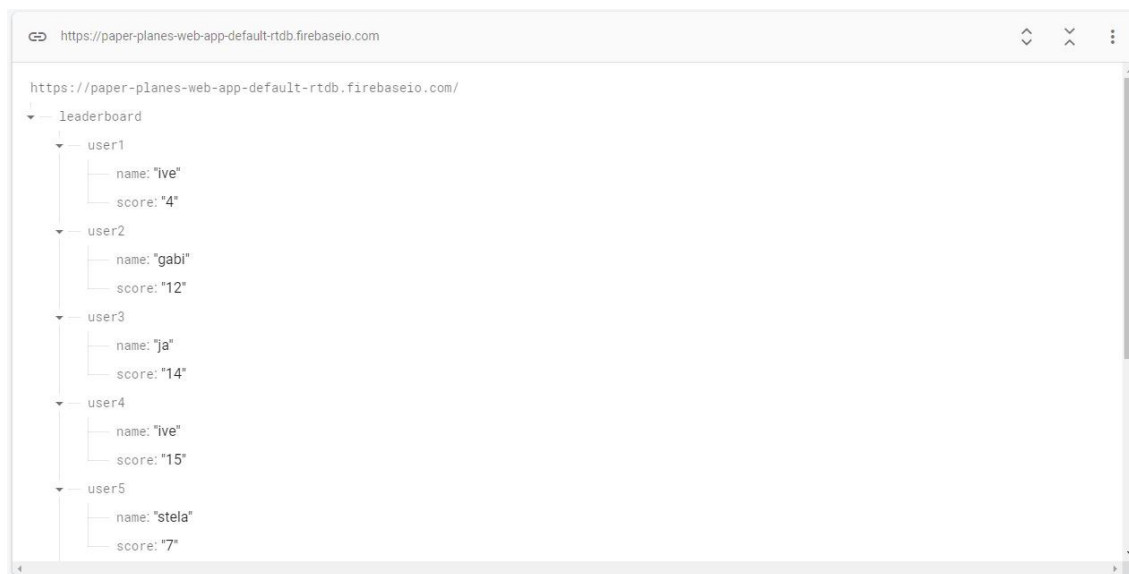 https://paper-planes-web-app-default-rtdb.firebaseio.com
https://paper-planes-web-app-default-rtdb.firebaseio.com/
leaderboard
user1
name: "ive"
score: "4"
user2
name: "gabi"
score: "12"
user3
name: "ja"
score: "14"
user4
name: "ive"
score: "15"
user5
name: "stela"
score: "7"